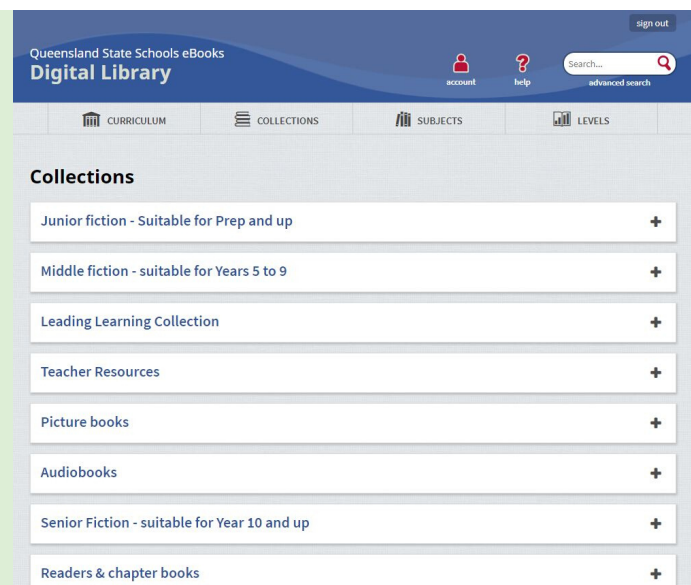 sign out
Queensland State Schools eBooks
Digital Library
account
help
Search...
advanced search
CURRICULUM
COLLECTIONS
SUBJECTS
LEVELS
Collections
Junior fiction - Suitable for Prep and up
Middle fiction - suitable for Years 5 to 9
Leading Learning Collection
Teacher Resources
Picture books
Audiobooks
Senior Fiction - suitable for Year 10 and up
Readers & chapter books